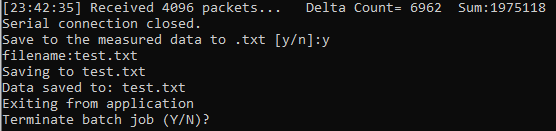 [23:42:35] Received 4096 packets... Delta Count= 6962 Sum:1975118
Serial connection closed.
Save to the measured data to .txt [y/n]:y
filename:test.txt
Saving to test.txt
Data saved to: test.txt
Exiting from application
Terminate batch job (Y/N)?